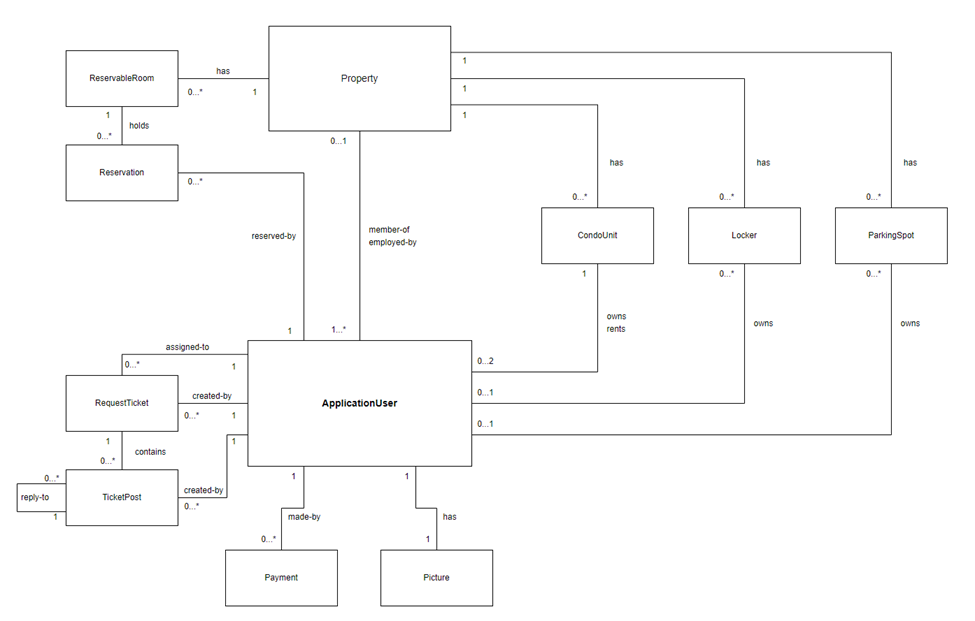 ReservableRoom
has
0...*
1
Property
1
1
1
1
holds
0...*
Reservation
0...*
0...1
has
has
has
0...*
0...*
0...*
reserved-by
member-of
employed-by
CondoUnit
Locker
ParkingSpot
1
0...*
0...*
1
1...*
owns
rents
owns
owns
assigned-to
0...*
1
0...2
RequestTicket
created-by
0...*
1
ApplicationUser
0...1
0...1
1
contains
0...*
1
0...*
reply-to
1
TicketPost
created-by
0...*
1
1
made-by
has
0...*
1
Payment
Picture